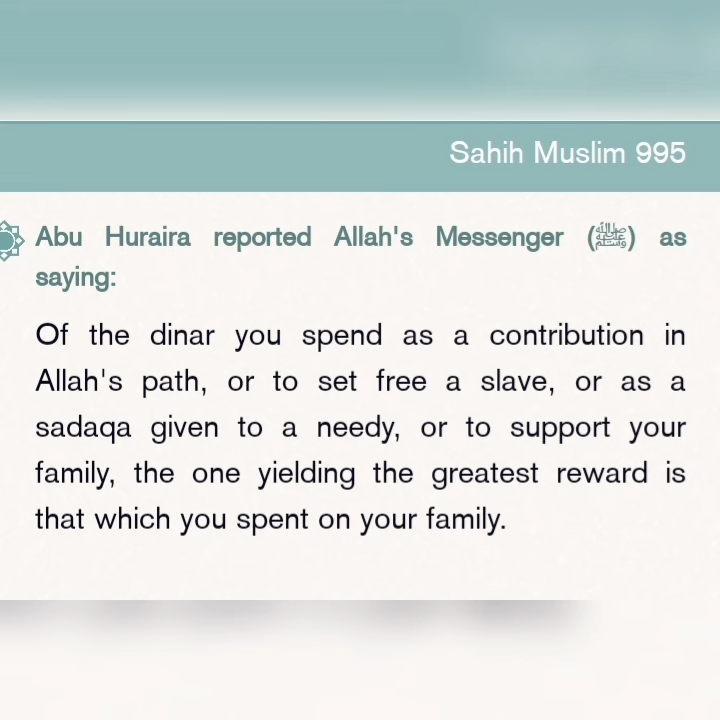 Sahih Muslim 995
Abu Huraira reported Allah's Messenger (ﷺ) as
saying:
Of the dinar you spend as a contribution in
Allah's path, or to set free a slave, or as a
sadaqa given to a needy, or to support your
family, the one yielding the greatest reward is
that which you spent on your family.